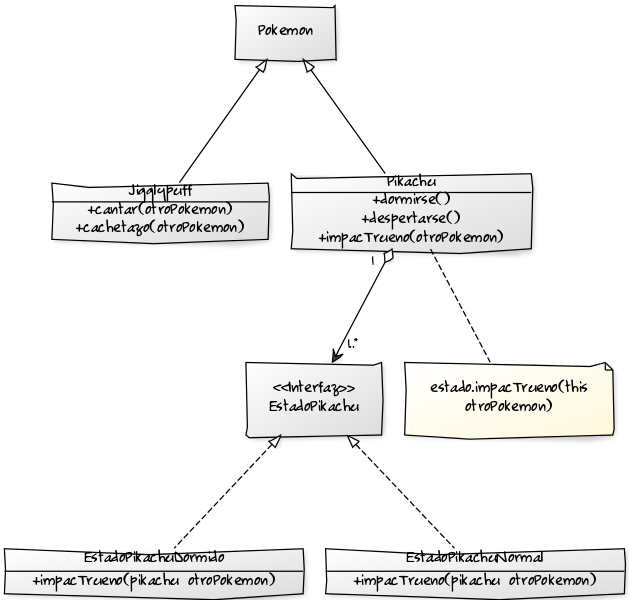 Pokemon
Jigglypuff
+cantar(otroPokemon)
+cachetazo(otroPokemon)
Pikachu
+dormirse()
+despertarse()
+impacTrueno(otroPokemon)
1
1..*
<<Interfaz>>
EstadoPikachu
estado.impacTrueno(this
otroPokemon)
EstadoPikachuDormido
+impacTrueno(pikachu otroPokemon)
EstadoPikachuNormal
+impacTrueno(pikachu otroPokemon)